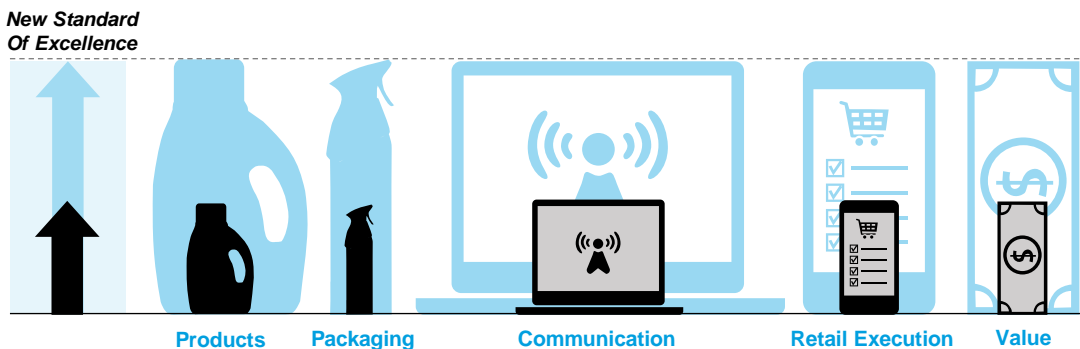 New Standard
Of Excellence
$
$
Products
Packaging
Communication
Retail Execution
Value